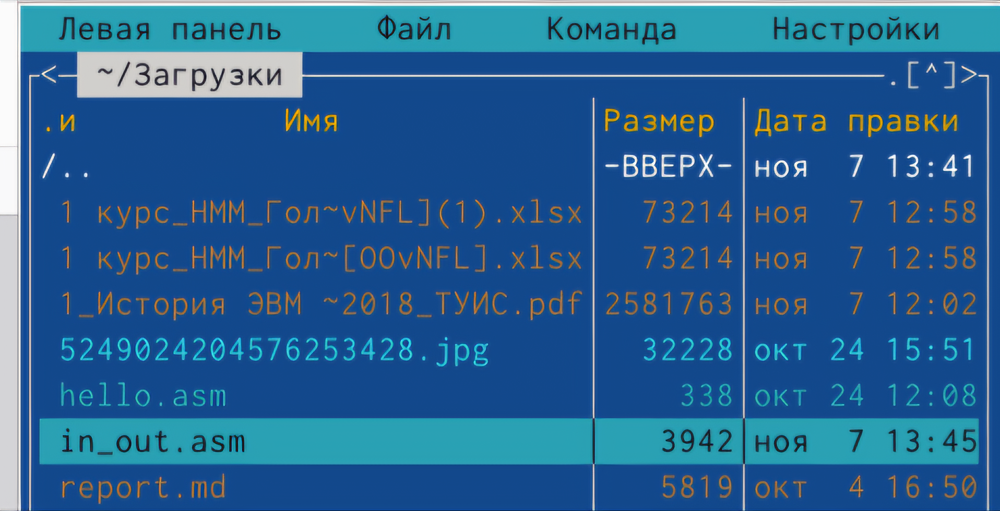 Левая панель Файл Команда Настройки
<─ ~/Загрузки ─.[^]>
.и Имя Размер Дата правки
/.. -ВВЕРХ- ноя 7 13:41
1 курс_НММ_Гол~vNFL](1).xlsx 73214 ноя 7 12:58
1 курс_НММ_Гол~[OOvNFL].xlsx 73214 ноя 7 12:58
1_История ЭВМ ~2018_ТУИС.pdf 2581763 ноя 7 12:02
5249024204576253428.jpg 32228 окт 24 15:51
hello.asm 338 окт 24 12:08
in_out.asm 3942 ноя 7 13:45
report.md 5819 окт 4 16:50